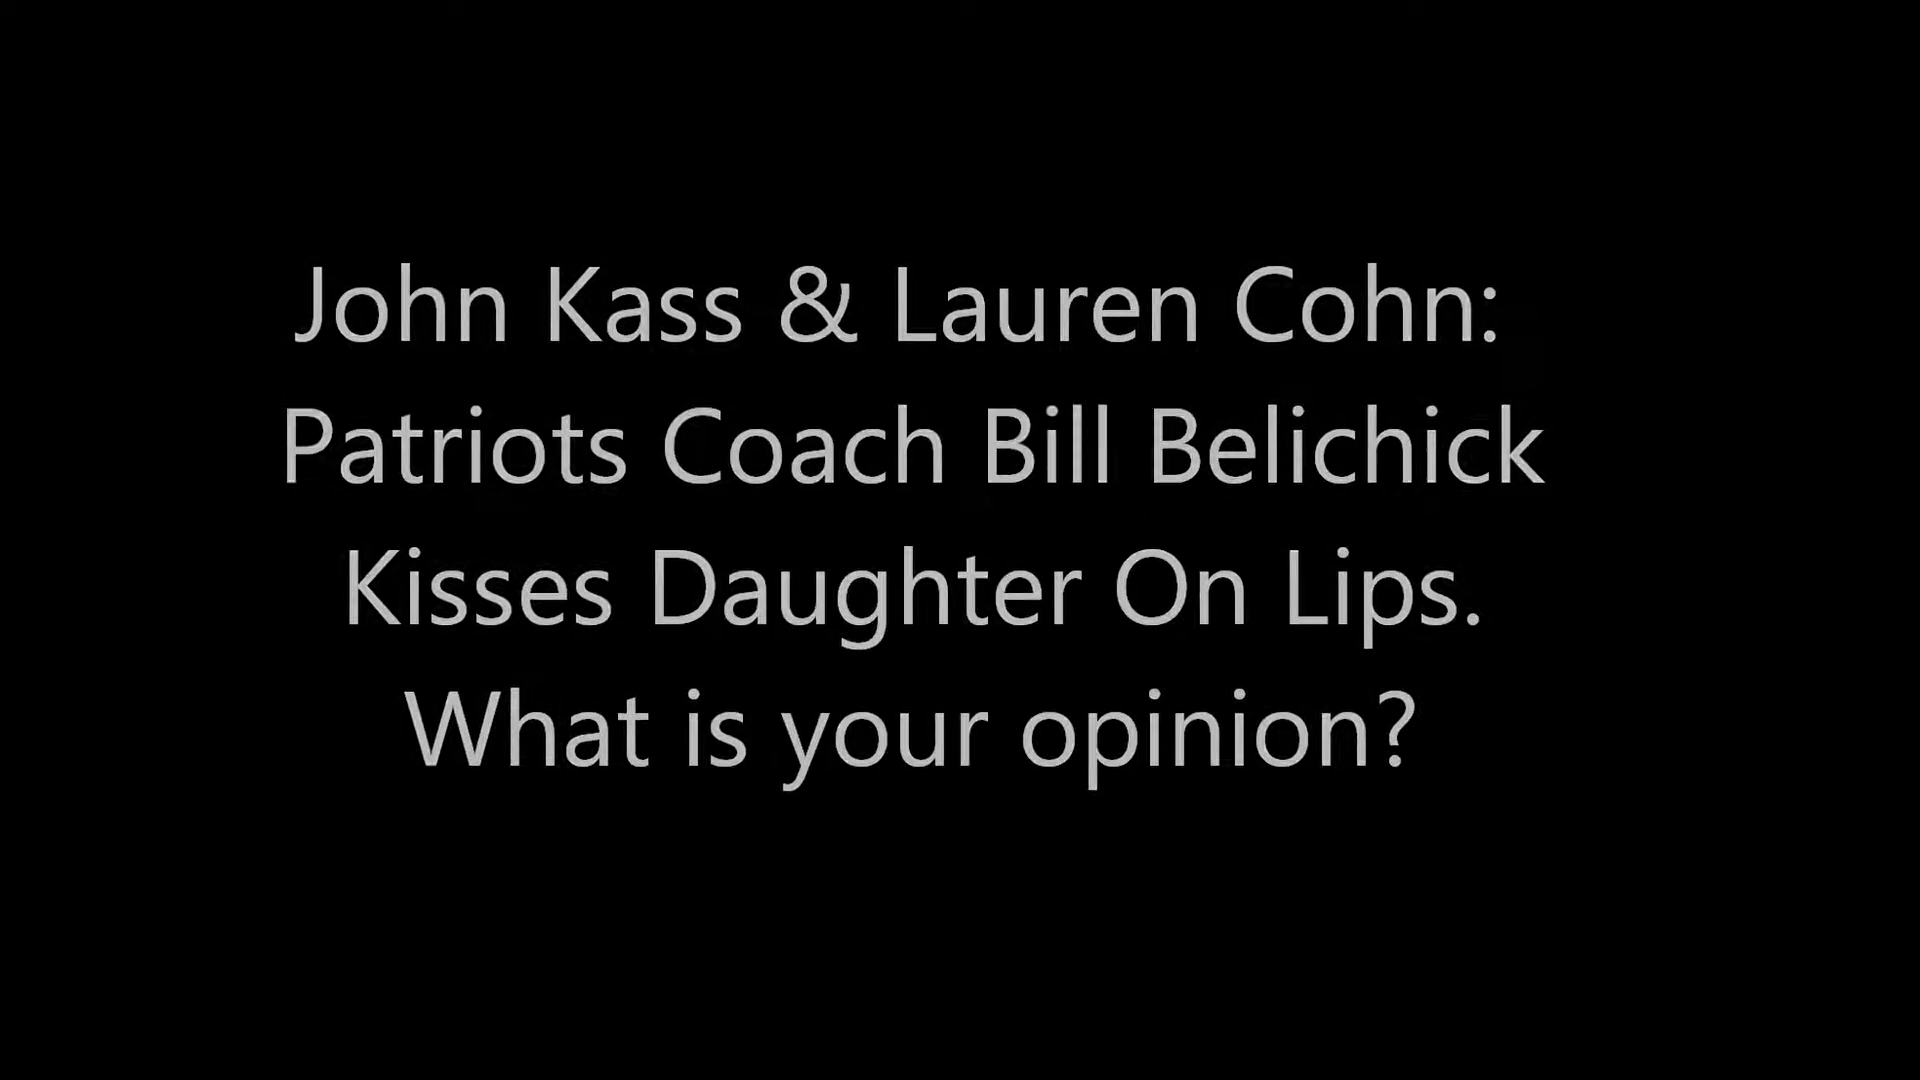 John Kass & Lauren Cohn:
Patriots Coach Bill Belichick
Kisses Daughter On Lips.
What is your opinion?